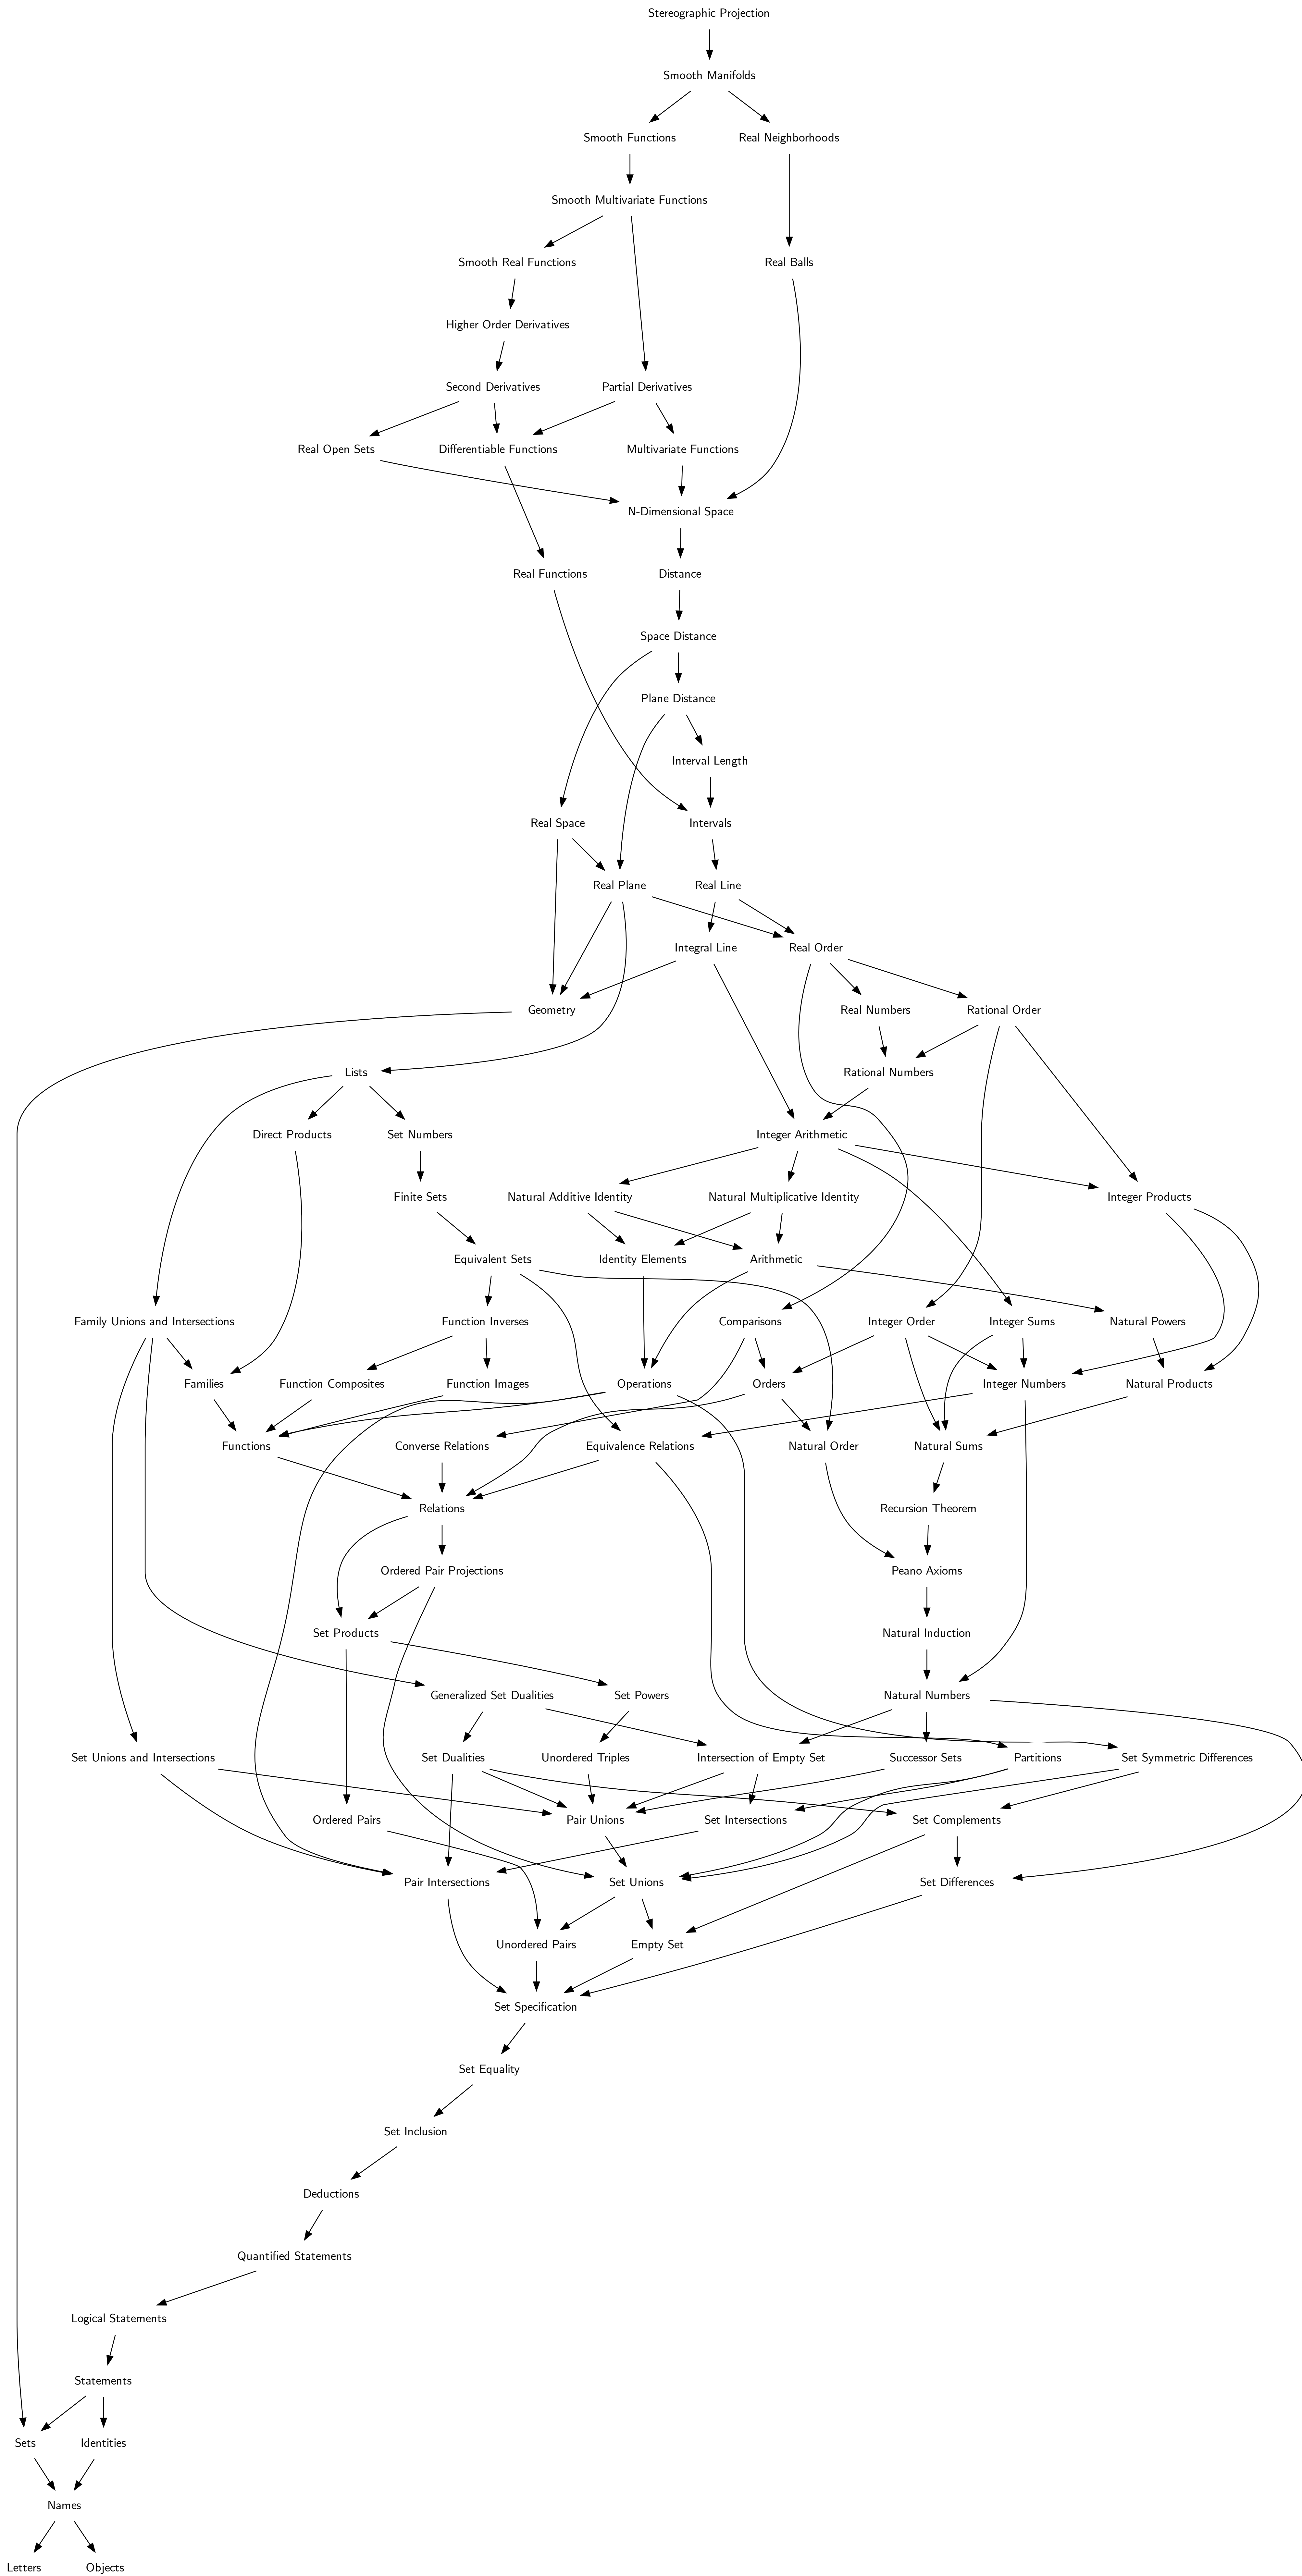 Stereographic Projection
Smooth Manifolds
Smooth Functions
Real Neighborhoods
Smooth Multivariate Functions
Smooth Real Functions
Real Balls
Higher Order Derivatives
Second Derivatives
Partial Derivatives
Real Open Sets
Differentiable Functions
Multivariate Functions
N-Dimensional Space
Real Functions
Distance
Space Distance
Plane Distance
Interval Length
Real Space
Intervals
Real Plane
Real Line
Integral Line
Real Order
Geometry
Real Numbers
Rational Order
Lists
Rational Numbers
Direct Products
Set Numbers
Integer Arithmetic
Finite Sets
Natural Additive Identity
Natural Multiplicative Identity
Integer Products
Equivalent Sets
Identity Elements
Arithmetic
Family Unions and Intersections
Function Inverses
Comparisons
Integer Order
Integer Sums
Natural Powers
Families
Function Composites
Function Images
Operations
Orders
Integer Numbers
Natural Products
Functions
Converse Relations
Equivalence Relations
Natural Order
Natural Sums
Relations
Recursion Theorem
Ordered Pair Projections
Peano Axioms
Set Products
Natural Induction
Generalized Set Dualities
Set Powers
Natural Numbers
Set Unions and Intersections
Set Dualities
Unordered Triples
Intersection of Empty Set
Successor Sets
Partitions
Set Symmetric Differences
Ordered Pairs
Pair Unions
Set Intersections
Set Complements
Pair Intersections
Set Unions
Set Differences
Unordered Pairs
Empty Set
Set Specification
Set Equality
Set Inclusion
Deductions
Quantified Statements
Logical Statements
Statements
Sets
Identities
Names
Letters
Objects